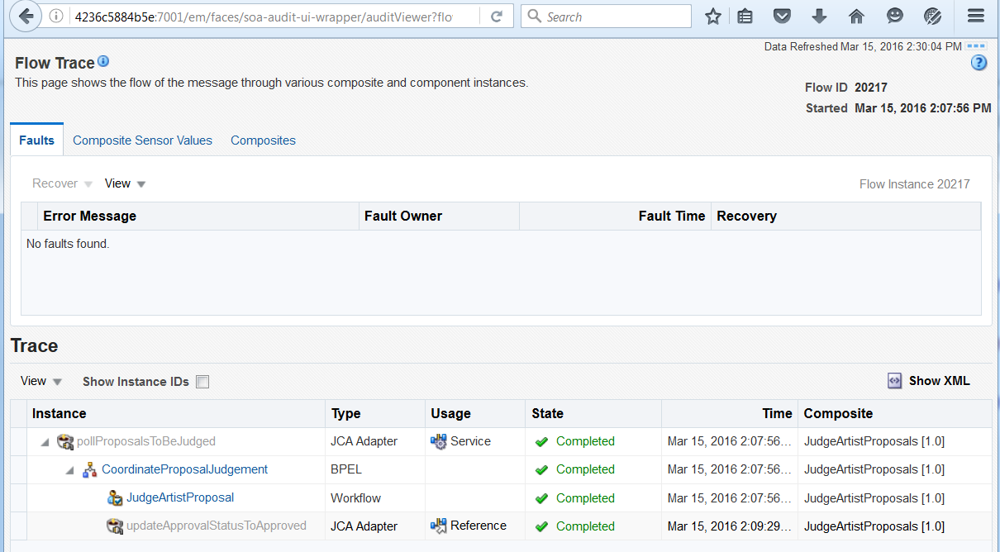 4236c5884b5e:7001/em/faces/soa-audit-ui-wrapper/auditViewer?flo
Search
Data Refreshed Mar 15, 2016 2:30:04 PM
Flow Trace
This page shows the flow of the message through various composite and component instances.
Flow ID 20217
Started Mar 15, 2016 2:07:56 PM
Faults Composite Sensor Values Composites
Recover View Flow Instance 20217
Error Message Fault Owner Fault Time Recovery
No faults found.
Trace
View Show Instance IDs Show XML
Instance Type Usage State Time Composite
pollProposalsToBeJudged JCA Adapter Service Completed Mar 15, 2016 2:07:56... JudgeArtistProposals [1.0]
CoordinateProposalJudgement BPEL Completed Mar 15, 2016 2:07:56... JudgeArtistProposals [1.0]
JudgeArtistProposal Workflow Completed Mar 15, 2016 2:07:56... JudgeArtistProposals [1.0]
updateApprovalStatusToApproved JCA Adapter Reference Completed Mar 15, 2016 2:09:29... JudgeArtistProposals [1.0]